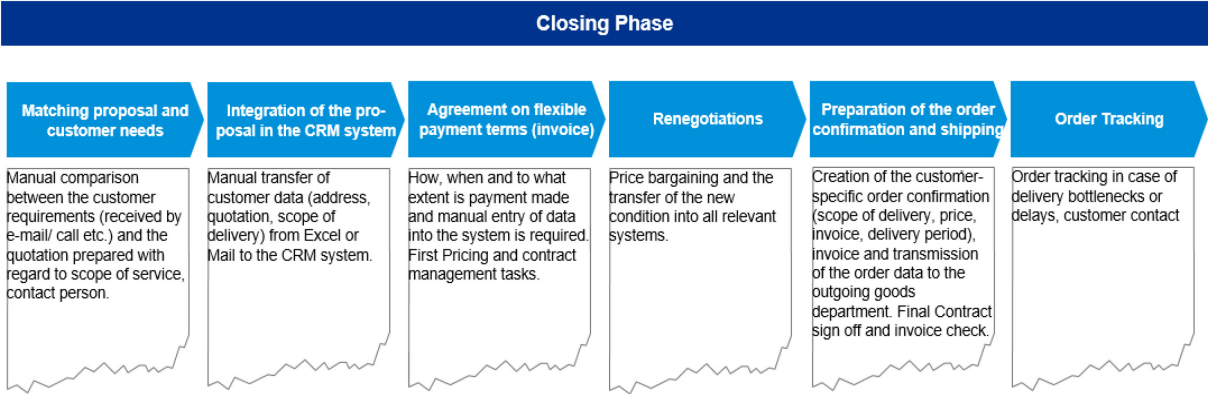 Closing Phase
Matching proposal and
customer needs
Integration of the pro-
posal in the CRM system
Agreement on flexible
payment terms (invoice)
Renegotiations
Preparation of the order
confirmation and shipping
Order Tracking
Manual comparison
between the customer
requirements (received by
e-mail/ call etc.) and the
quotation prepared with
regard to scope of service,
contact person.
Manual transfer of
customer data (address,
quotation, scope of
delivery) from Excel or
Mail to the CRM system.
How, when and to what
extent is payment made
and manual entry of data
into the system is required.
First Pricing and contract
management tasks.
Price bargaining and the
transfer of the new
condition into all relevant
systems.
Creation of the customer-
specific order confirmation
(scope of delivery, price,
invoice, delivery period),
invoice and transmission
of the order data to the
outgoing goods
department. Final Contract
sign off and invoice check.
Order tracking in case of
delivery bottlenecks or
delays, customer contact